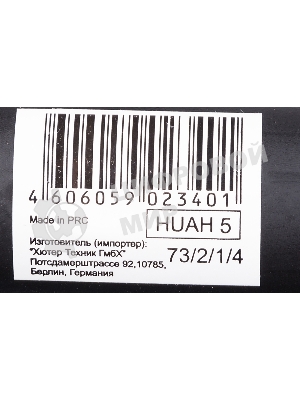 4 606059 023401
Made in PRC
HUAH 5
Изготовитель (импортер):
"Хютер Техник ГмбХ"
Потсдамерштрассе 92,10785,
Берлин, Германия
73/2/1/4